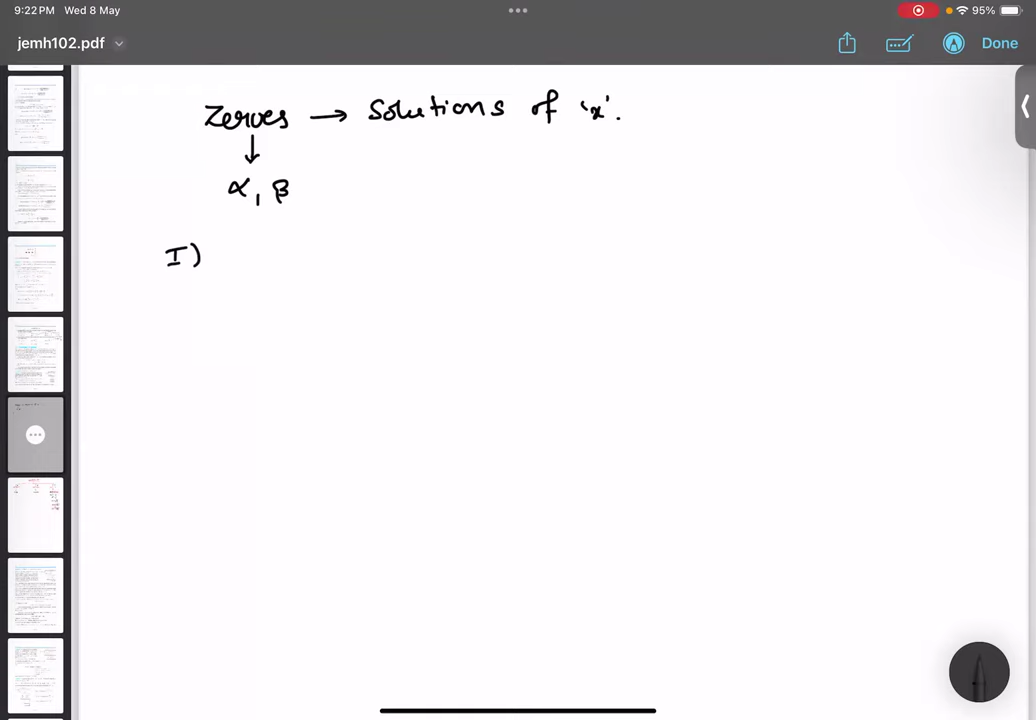 9:22 PM Wed 8 May
95%
jemh102.pdf
Done
Zeroes → Solutions of 'x'.
↓
α, β
I)